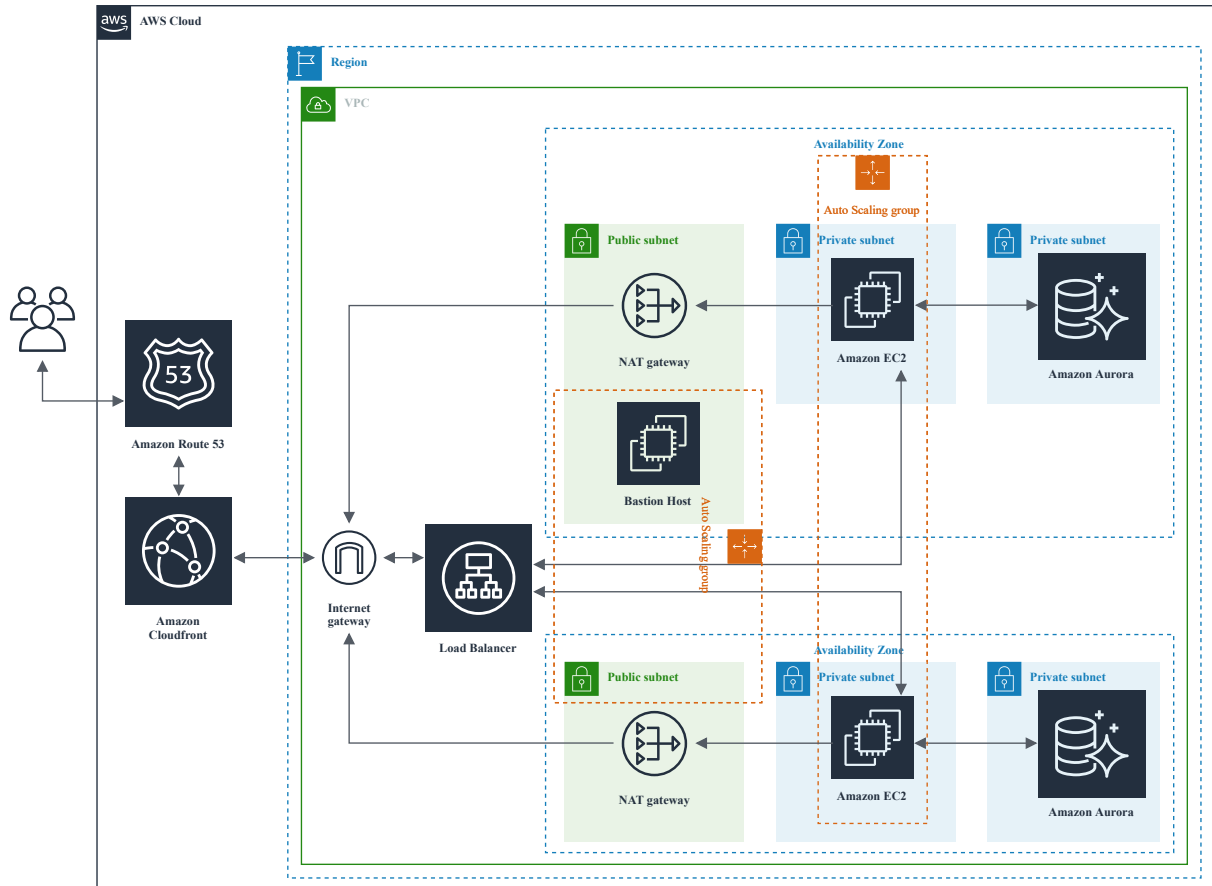 aws
AWS Cloud
Region
VPC
Availability Zone
Auto Scaling group
Public subnet
Private subnet
Private subnet
NAT gateway
Amazon EC2
Amazon Aurora
53
Amazon Route 53
Bastion Host
Auto Scaling group
Amazon
Cloudfront
Internet
gateway
Load Balancer
Availability Zone
Public subnet
Private subnet
Private subnet
NAT gateway
Amazon EC2
Amazon Aurora